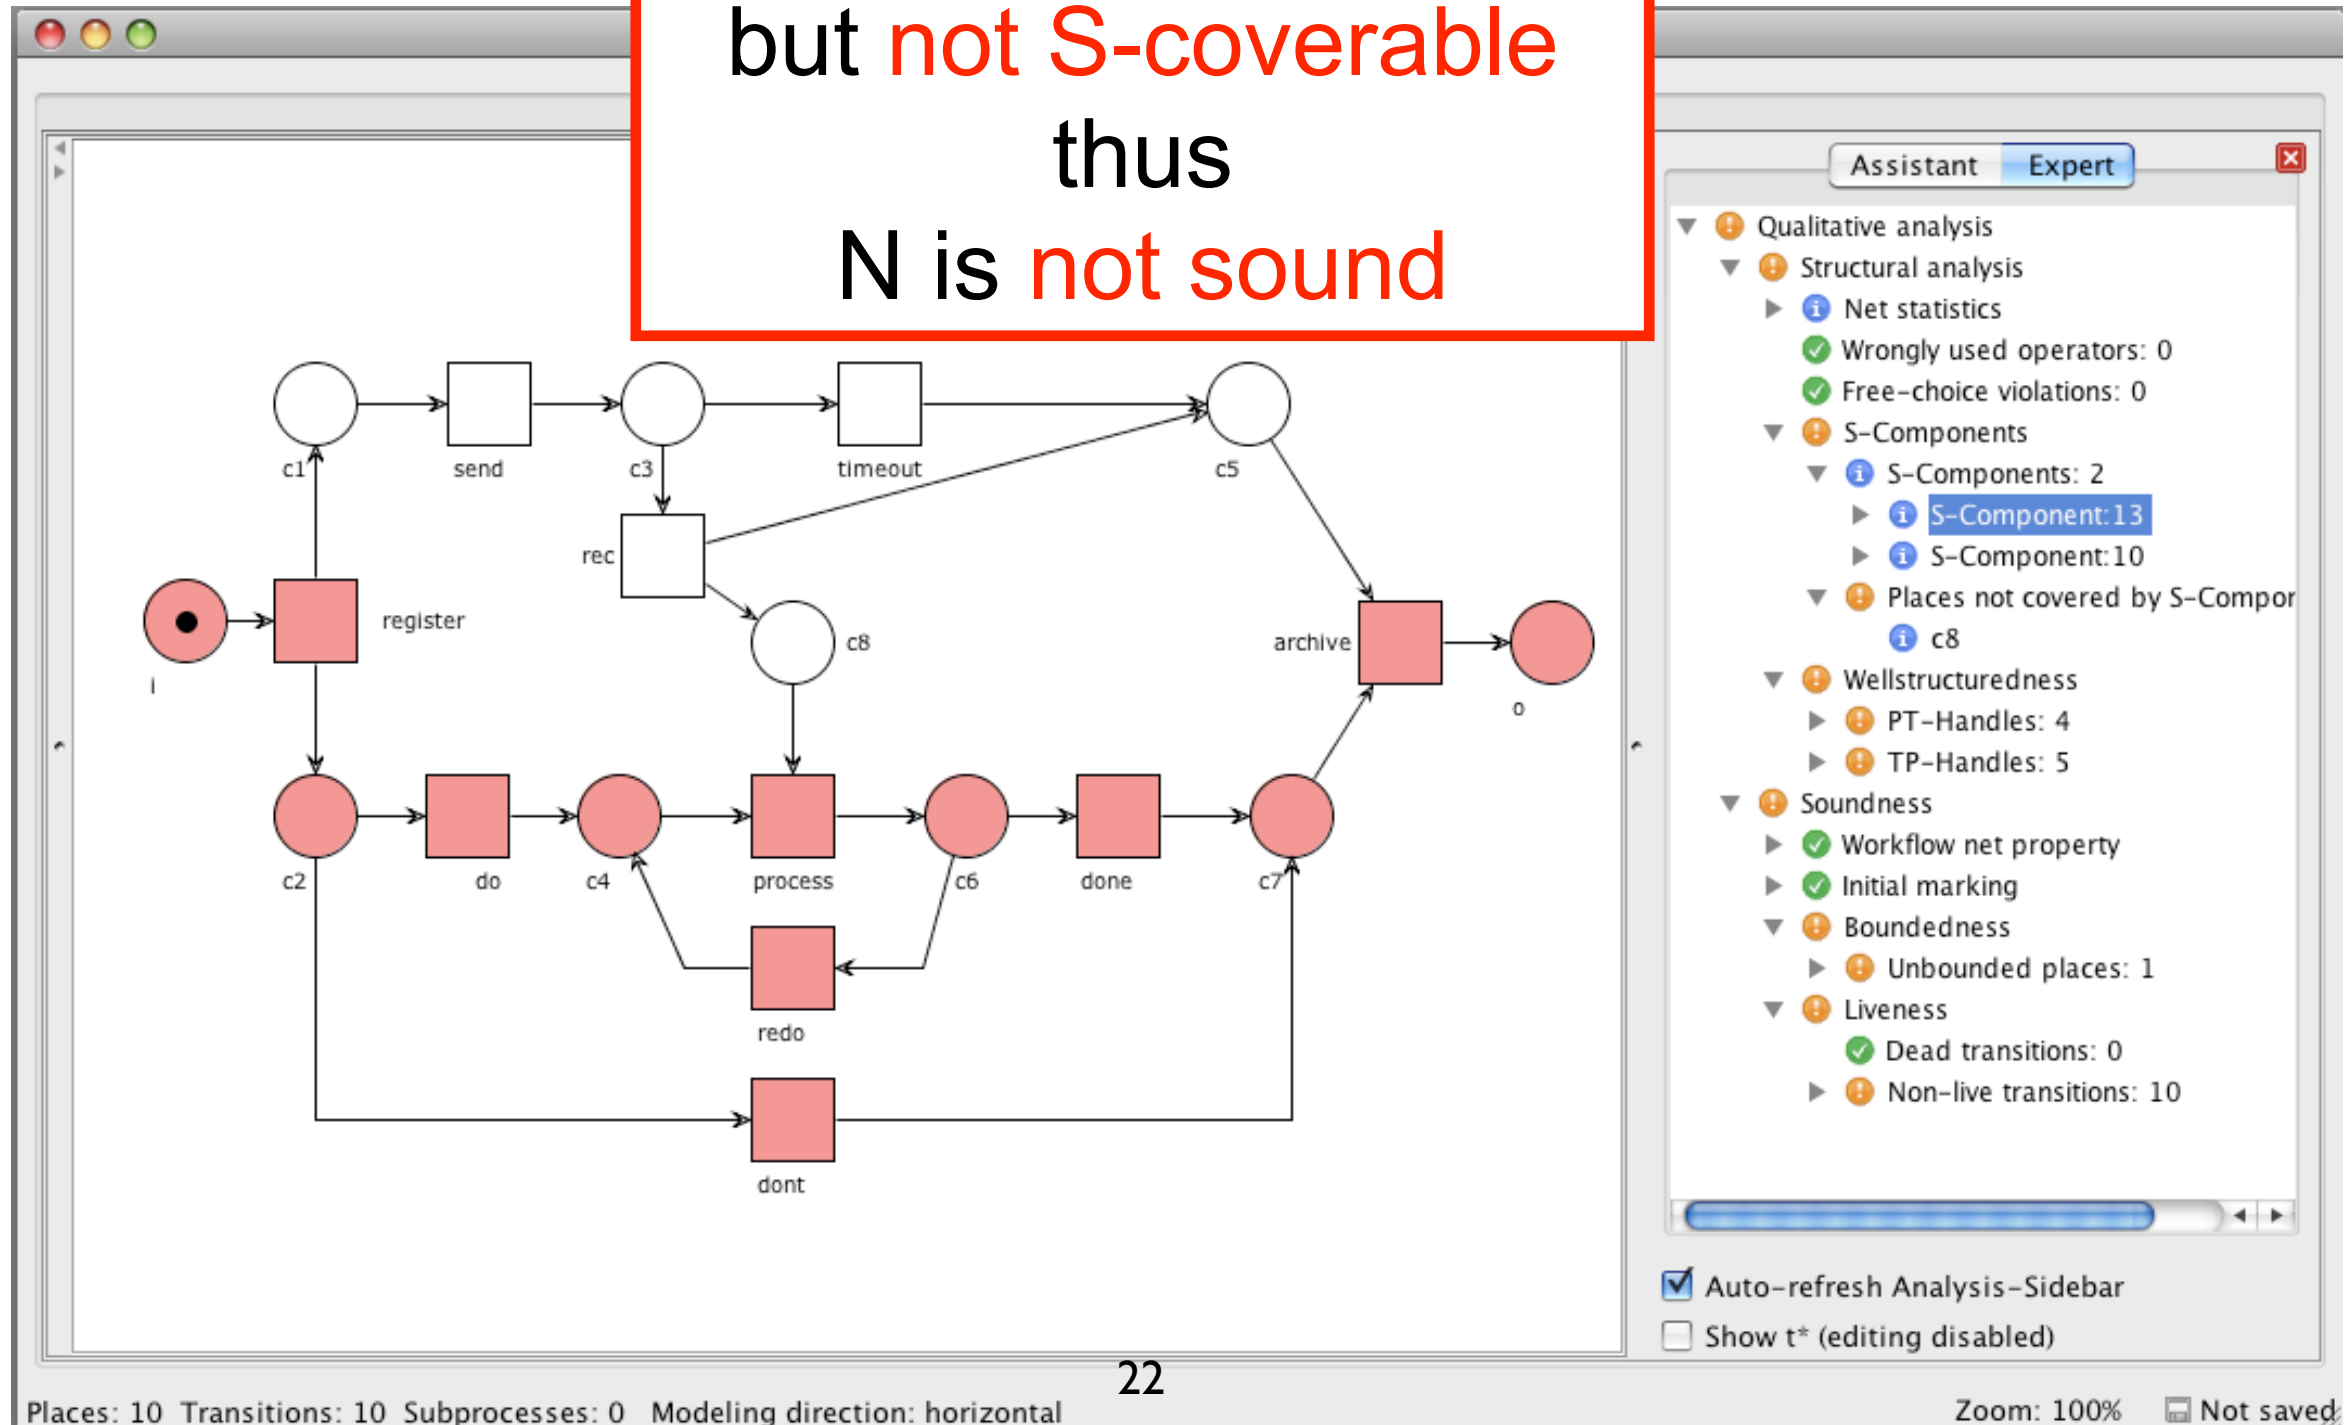 but not S-coverable
thus
N is not sound
Assistant
Expert
Qualitative analysis
Structural analysis
Net statistics
Wrongly used operators: 0
Free-choice violations: 0
S-Components
S-Components: 2
S-Component:13
S-Component:10
Places not covered by S-Compor
c8
Wellstructuredness
PT-Handles: 4
TP-Handles: 5
Soundness
Workflow net property
Initial marking
Boundedness
Unbounded places: 1
Liveness
Dead transitions: 0
Non-live transitions: 10
c1
send
c3
timeout
c5
rec
i
register
c8
archive
o
c2
do
c4
process
c6
done
c7
redo
dont
Auto-refresh Analysis-Sidebar
Show t* (editing disabled)
22
Places: 10 Transitions: 10 Subprocesses: 0 Modeling direction: horizontal
Zoom: 100%
Not saved